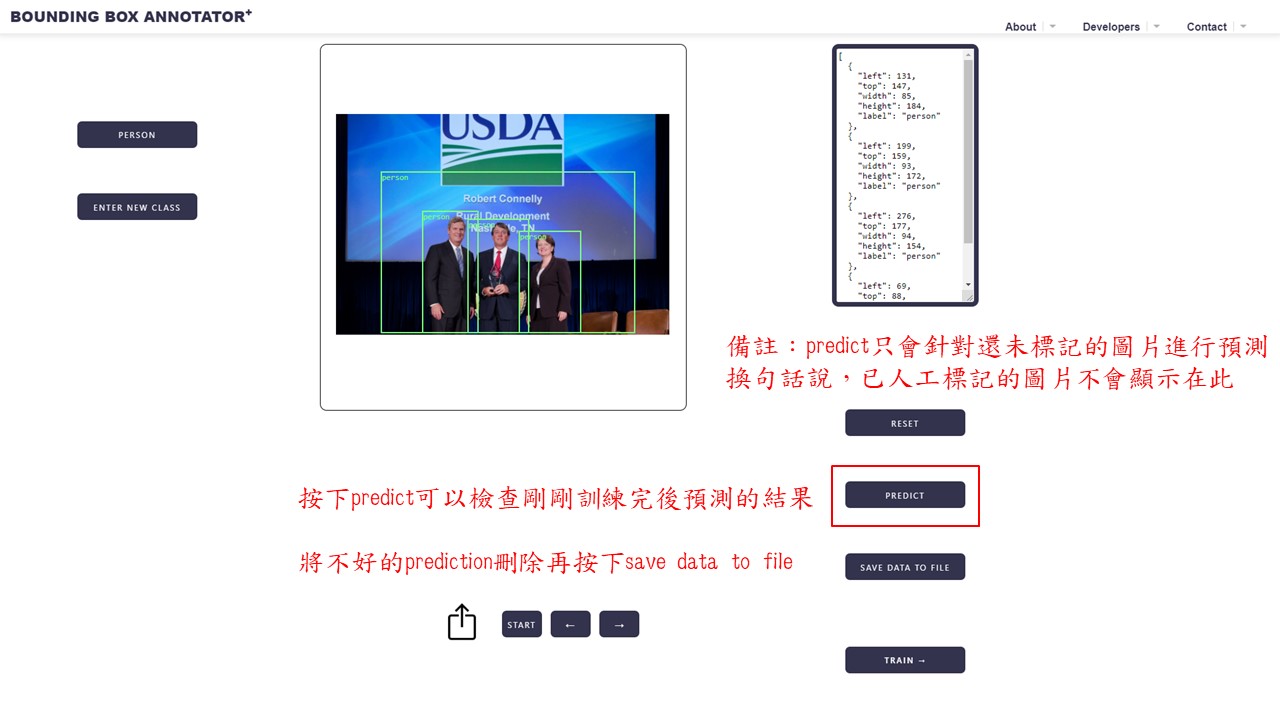 BOUNDING BOX ANNOTATOR+
About
Developers
Contact
PERSON
ENTER NEW CLASS
USDA
person
Robert Connelly
person
Rural Development
Nashville, TN
person
[
{
"left": 131,
"top": 147,
"width": 85,
"height": 184,
"label": "person"
},
{
"left": 199,
"top": 159,
"width": 93,
"height": 172,
"label": "person"
},
{
"left": 276,
"top": 177,
"width": 94,
"height": 154,
"label": "person"
},
{
"left": 69,
"top": 88,
備註：predict只會針對還未標記的圖片進行預測
換句話說，已人工標記的圖片不會顯示在此
RESET
按下predict可以檢查剛剛訓練完後預測的結果
PREDICT
將不好的prediction刪除再按下save data to file
SAVE DATA TO FILE
START
←
→
TRAIN →